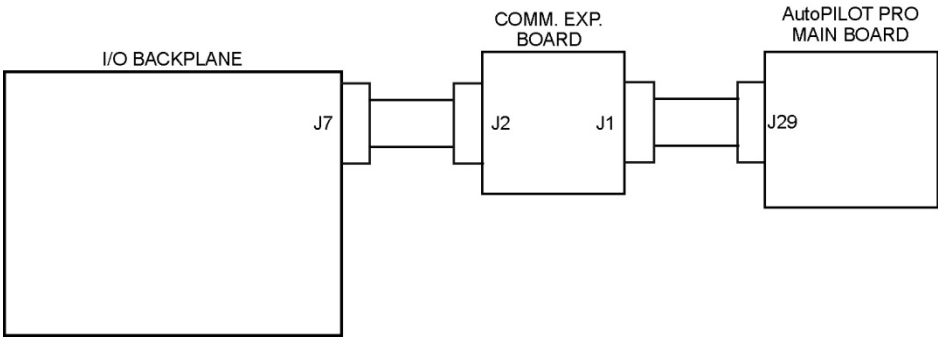 COMM. EXP.
BOARD
AutoPILOT PRO
MAIN BOARD
I/O BACKPLANE
J7
J2
J1
J29